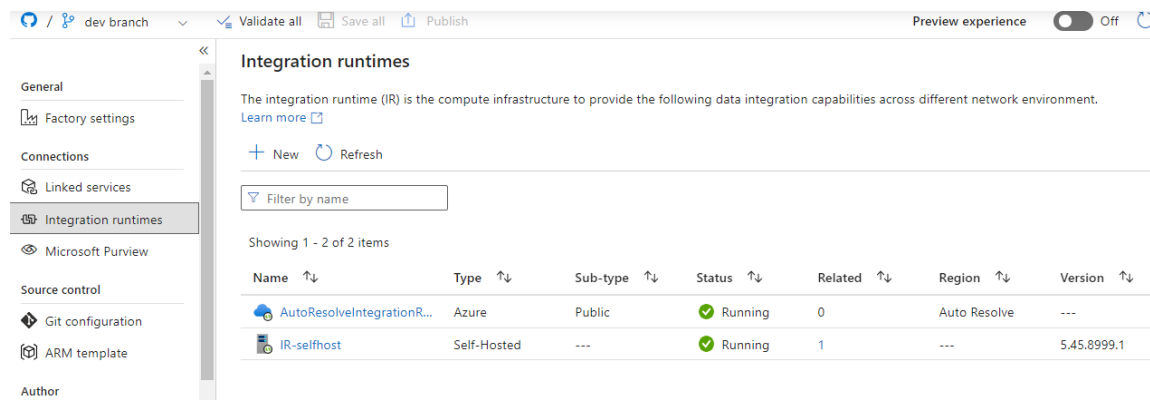 / dev branch Validate all Save all Publish Preview experience Off
«
General
Factory settings
Connections
Linked services
Integration runtimes
Microsoft Purview
Source control
Git configuration
ARM template
Author
Integration runtimes
The integration runtime (IR) is the compute infrastructure to provide the following data integration capabilities across different network environment.
Learn more
New Refresh
Filter by name
Showing 1 - 2 of 2 items
Name Type Sub-type Status Related Region Version
AutoResolveIntegrationR... Azure Public Running 0 Auto Resolve ---
IR-selfhost Self-Hosted --- Running 1 --- 5.45.8999.1